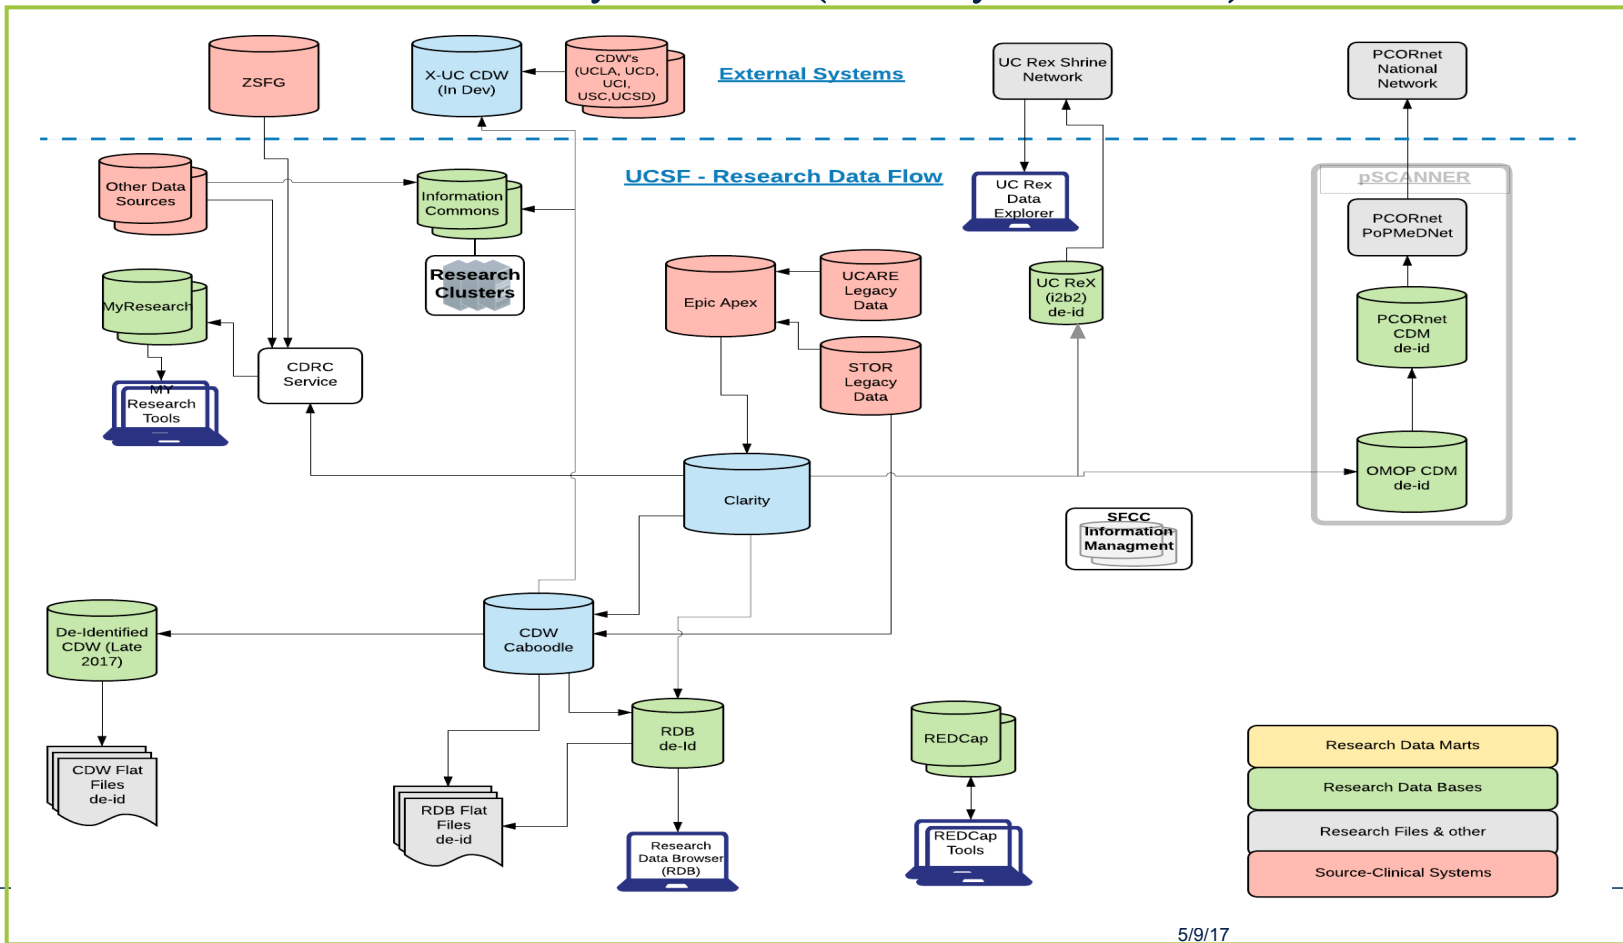 ZSFG
X-UC CDW
(In Dev)
CDW's
(UCLA, UCD,
UCI,
USC,UCSD)
External Systems
UC Rex Shrine
Network
PCORnet
National
Network
UCSF - Research Data Flow
Other Data
Sources
Information
Commons
Research
Clusters
UC Rex
Data
Explorer
pSCANNER
PCORnet
PoPMeDNet
MyResearch
CDRC
Service
MY
Research
Tools
Epic Apex
UCARE
Legacy
Data
STOR
Legacy
Data
UC ReX
(i2b2)
de-id
PCORnet
CDM
de-id
OMOP CDM
de-id
Clarity
SFCC
Information
Managment
De-Identified
CDW (Late
2017)
CDW
Caboodle
RDB
de-Id
REDCap
CDW Flat
Files
de-id
RDB Flat
Files
de-id
Research
Data Browser
(RDB)
REDCap
Tools
Research Data Marts
Research Data Bases
Research Files & other
Source-Clinical Systems
5/9/17